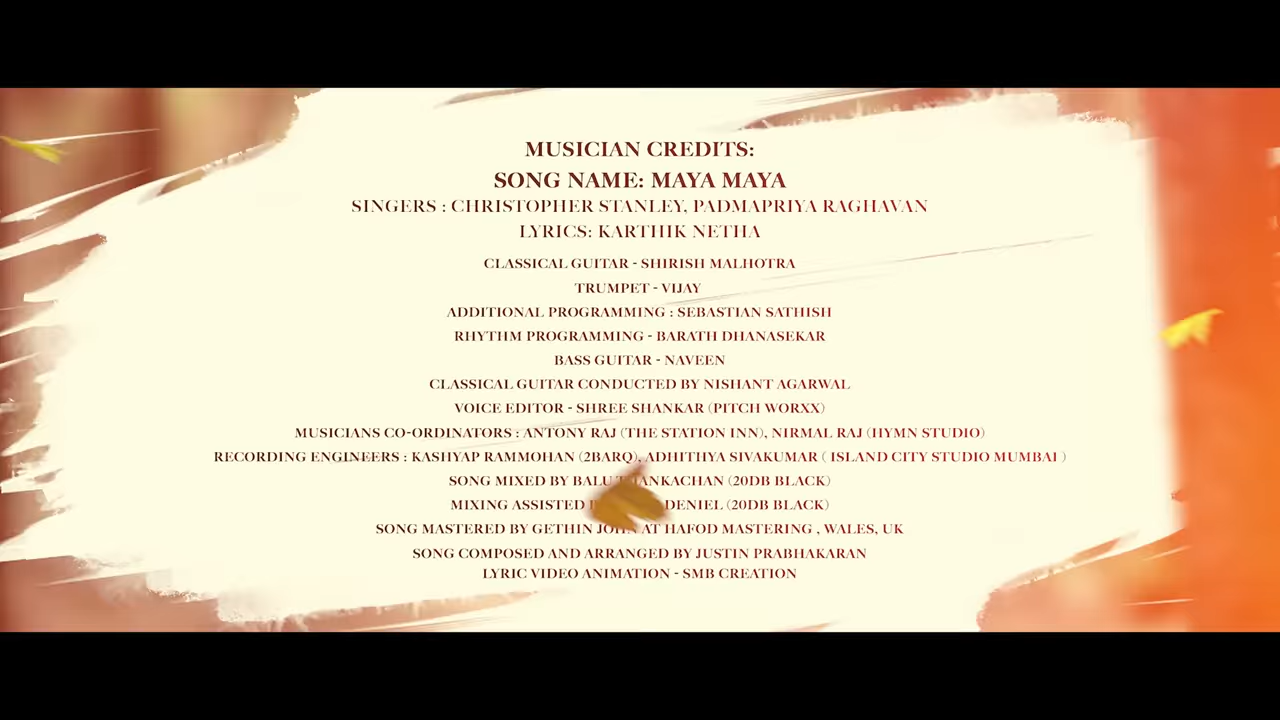 MUSICIAN CREDITS:
SONG NAME: MAYA MAYA
SINGERS : CHRISTOPHER STANLEY, PADMAPRIYA RAGHAVAN
LYRICS: KARTHIK NETHA
CLASSICAL GUITAR - SHIRISH MALHOTRA
TRUMPET - VIJAY
ADDITIONAL PROGRAMMING : SEBASTIAN SATHISH
RHYTHM PROGRAMMING - BARATH DHANASEKAR
BASS GUITAR - NAVEEN
CLASSICAL GUITAR CONDUCTED BY NISHANT AGARWAL
VOICE EDITOR - SHREE SHANKAR (PITCH WORXX)
MUSICIANS CO-ORDINATORS : ANTONY RAJ (THE STATION INN), NIRMAL RAJ (HYMN STUDIO)
RECORDING ENGINEERS : KASHYAP RAMMOHAN (2BARQ), ADHITHYA SIVAKUMAR ( ISLAND CITY STUDIO MUMBAI )
SONG MIXED BY BALU (20DB BLACK)
MIXING ASSISTED DENIEL (20DB BLACK)
SONG MASTERED BY GETHIN JOHN AT HAFOD MASTERING , WALES, UK
SONG COMPOSED AND ARRANGED BY JUSTIN PRABHAKARAN
LYRIC VIDEO ANIMATION - SMB CREATION